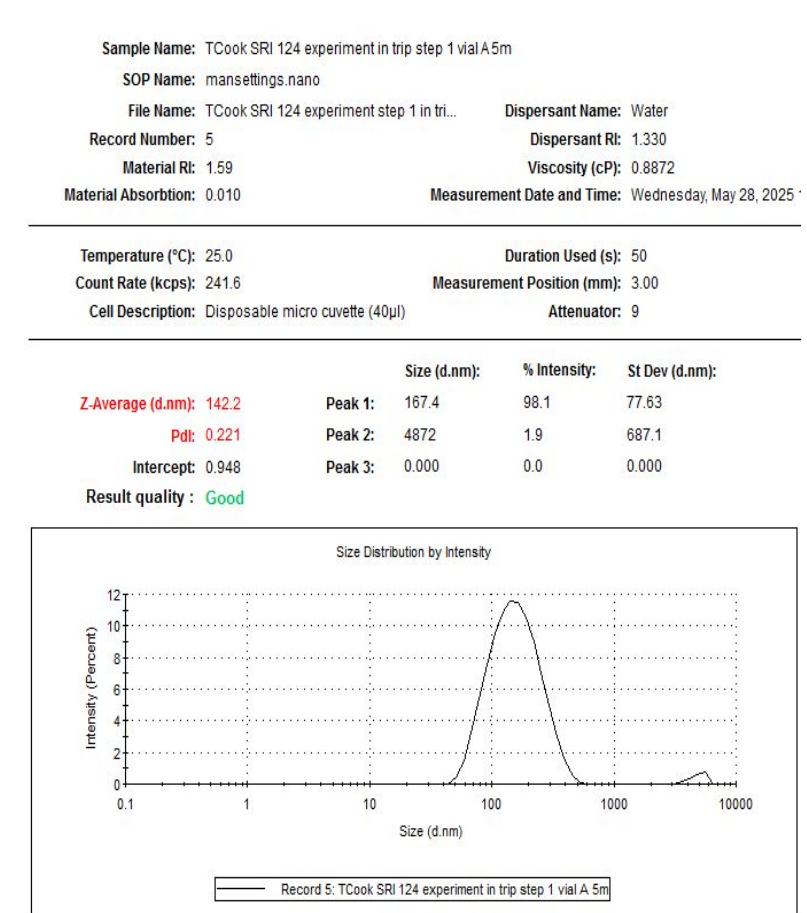 Sample Name: TCook SRI 124 experiment in trip step 1 vial A 5m
SOP Name: mansettings.nano
File Name: TCook SRI 124 experiment step 1 in tri... Dispersant Name: Water
Record Number: 5 Dispersant RI: 1.330
Material RI: 1.59 Viscosity (cP): 0.8872
Material Absorbtion: 0.010 Measurement Date and Time: Wednesday, May 28, 2025
Temperature (°C): 25.0 Duration Used (s): 50
Count Rate (kcps): 241.6 Measurement Position (mm): 3.00
Cell Description: Disposable micro cuvette (40µl) Attenuator: 9
Size (d.nm): % Intensity: St Dev (d.nm):
Z-Average (d.nm): 142.2 Peak 1: 167.4 98.1 77.63
PdI: 0.221 Peak 2: 4872 1.9 687.1
Intercept: 0.948 Peak 3: 0.000 0.0 0.000
Result quality : Good
Size Distribution by Intensity
Intensity (Percent)
12
10
8
6
4
2
0
0.1 1 10 100 1000 10000
Size (d.nm)
Record 5: TCook SRI 124 experiment in trip step 1 vial A 5m